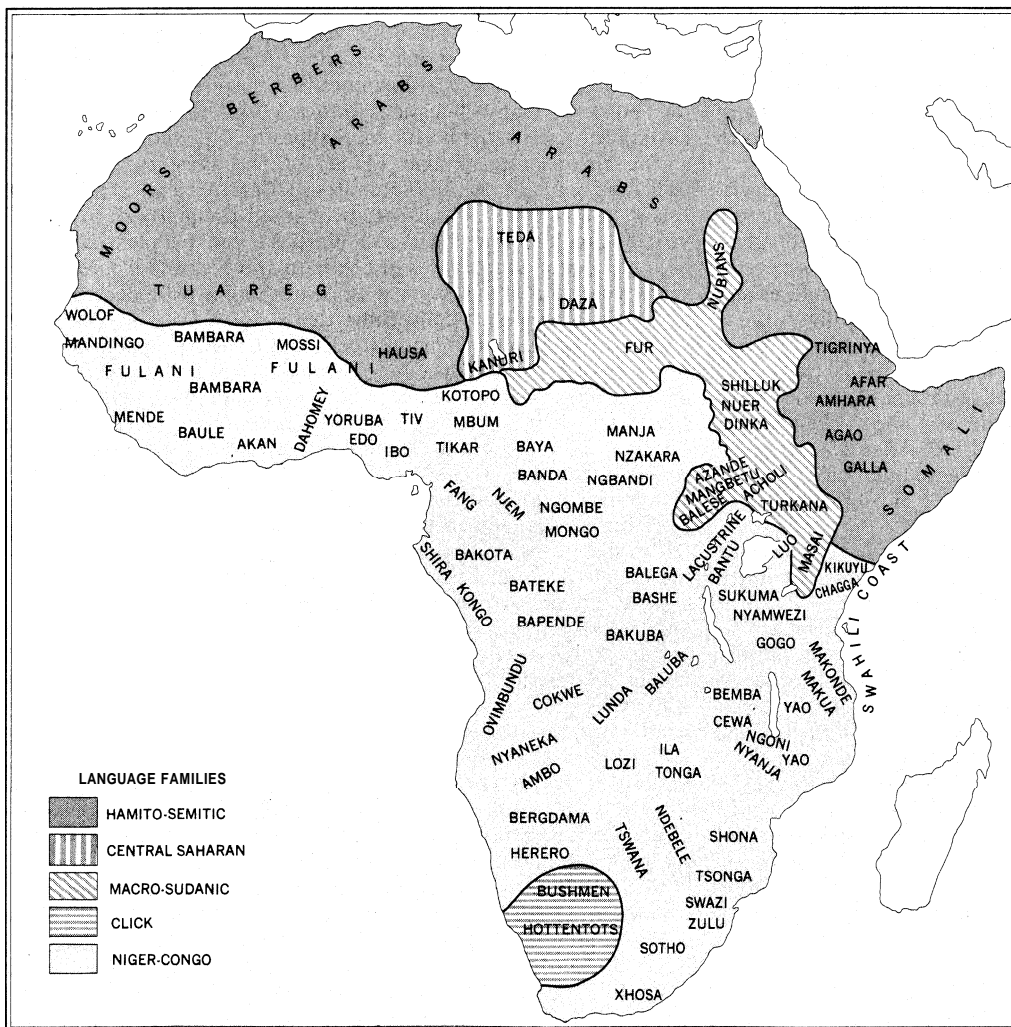 BERBERS
ARABS
MOORS
ARABS
TUAREG
TEDA
DAZA
NUBIANS
WOLOF
MANDINGO
BAMBARA
MOSSI
HAUSA
KANURI
FUR
TIGRINYA
FULANI
FULANI
BAMBARA
KOTOPO
SHILLUK
AFAR
NUER
AMHARA
DINKA
MENDE
DAHOMEY
YORUBA
TIV
MBUM
BAULE
AKAN
EDO
IBO
TIKAR
BAYA
MANJA
NZAKARA
AGAO
GALLA
SOMALI
BANDA
NGBANDI
AZANDE
MANGBETU
BALESE
ACHOLI
TURKANA
FANG
NJEM
NGOMBE
MONGO
LACUSTRINE
BANTU
LUO
MASAI
KIKUYU
CHAGGA
SWAHILI COAST
SHIRA
KONGO
BAKOTA
BATEKE
BALEGA
BASHE
SUKUMA
NYAMWEZI
BAPENDE
BAKUBA
GOGO
MAKONDE
MAKUA
OVIMBUNDU
COKWE
LUNDA
BALUBA
BEMBA
YAO
CEWA
NGONI
NYANJA
YAO
NYANEKA
AMBO
LOZI
ILA
TONGA
BERGDAMA
HERERO
TSWANA
NDEBELE
SHONA
TSONGA
BUSHMEN
HOTTENTOTS
SWAZI
ZULU
SOTHO
XHOSA
LANGUAGE FAMILIES
HAMITO-SEMITIC
CENTRAL SAHARAN
MACRO-SUDANIC
CLICK
NIGER-CONGO